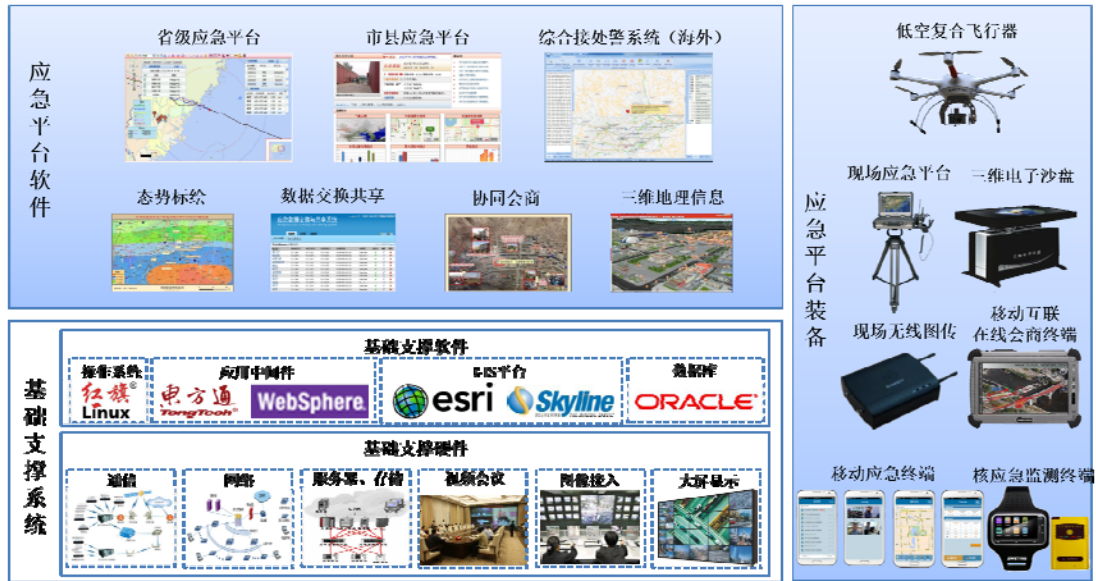 应急平台软件
省级应急平台
市县应急平台
综合接处警系统（海外）
态势标绘
数据交换共享
协同会商
三维地理信息
基础支撑系统
基础支撑软件
操作系统
应用中间件
GIS平台
数据库
红旗
Linux
东方通
TongTech
WebSphere
esri
Skyline
ORACLE
基础支撑硬件
通信
网络
服务器、存储
视频会议
图像接入
大屏显示
应急平台装备
低空复合飞行器
现场应急平台
三维电子沙盘
现场无线图传
移动互联
在线会商终端
移动应急终端
核应急监测终端